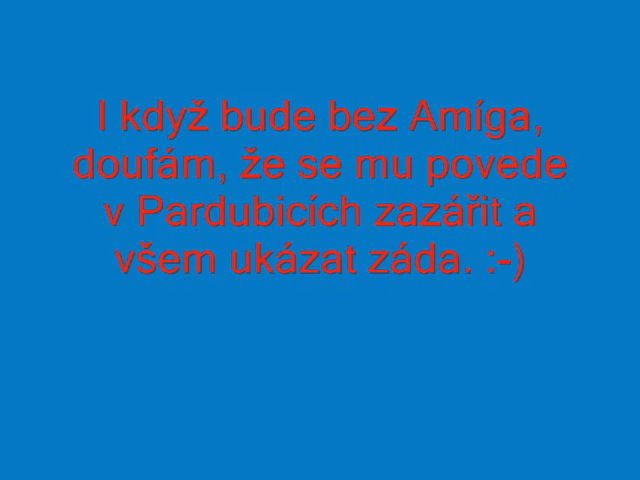 I když bude bez Amíga,
doufám, že se mu povede
v Pardubicích zazářit a
všem ukázat záda. :-)